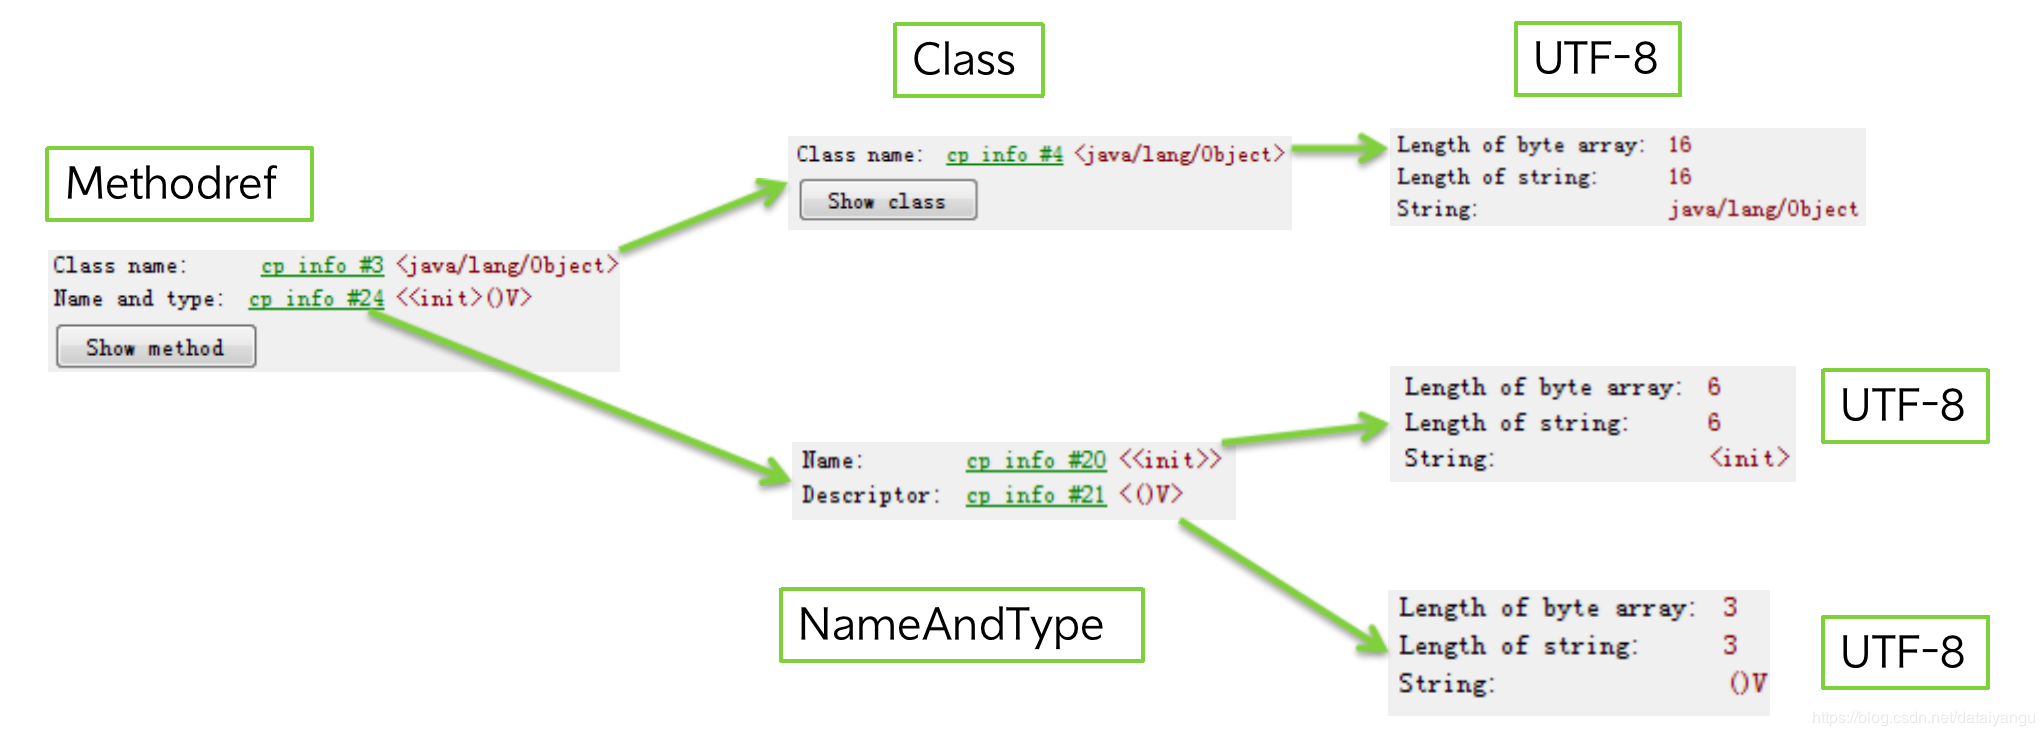 Class
UTF-8
Methodref
Class name: cp info #4 <java/lang/Object>
Show class
Length of byte array: 16
Length of string: 16
String: java/lang/Object
Class name: cp info #3 <java/lang/Object>
Name and type: cp info #24 <<init>()V>
Show method
Length of byte array: 6
Length of string: 6
String: <init>
UTF-8
Name: cp info #20 <<init>>
Descriptor: cp info #21 <()V>
NameAndType
Length of byte array: 3
Length of string: 3
String: ()V
UTF-8
https://blog.csdn.net/dataiyangu